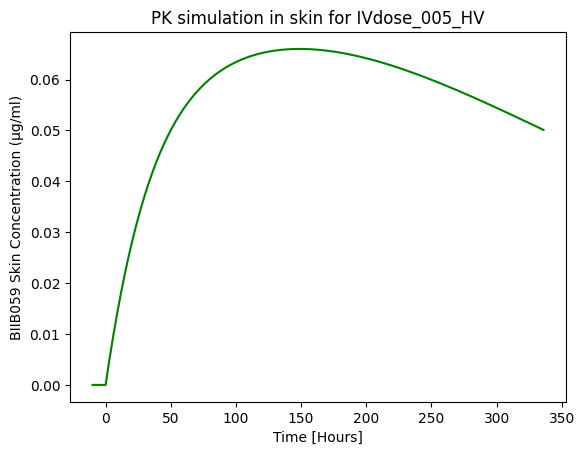 PK simulation in skin for IVdose_005_HV
BIIB059 Skin Concentration (µg/ml)
0.06
0.05
0.04
0.03
0.02
0.01
0.00
0 50 100 150 200 250 300 350
Time [Hours]